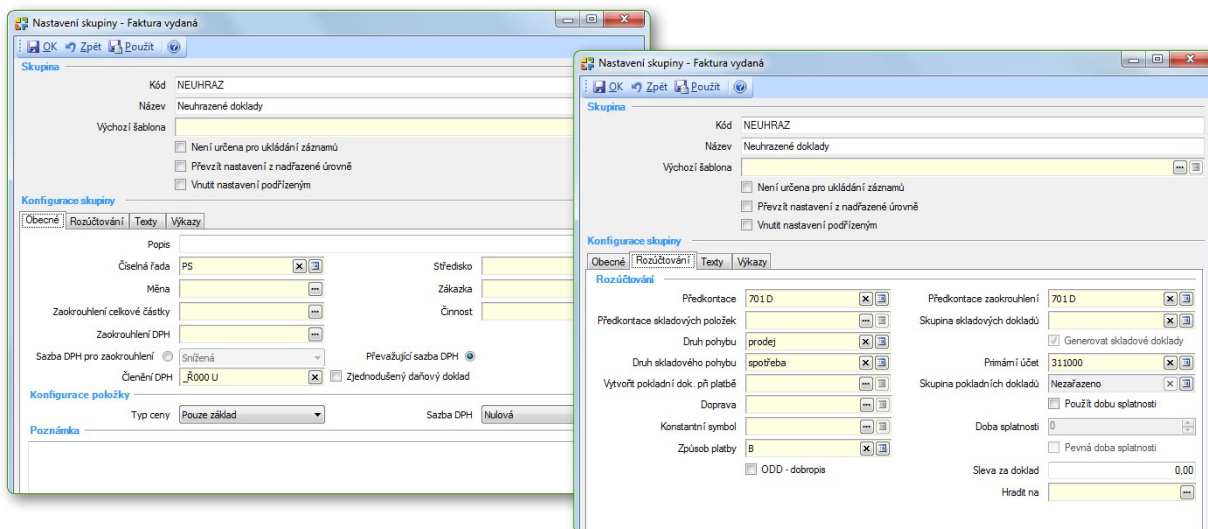 Nastavení skupiny - Faktura vydaná
OK Zpět Použít
Skupina
Kód NEUHRAZ
Název Neuhrazené doklady
Výchozí šablona
Není určena pro ukládání záznamů
Převzít nastavení z nadřazené úrovně
Vnutit nastavení podřízeným
Konfigurace skupiny
Obecné Rozúčtování Texty Výkazy
Popis
Číselná řada PS Středisko
Měna Zakázka
Zaokrouhlení celkové částky Činnost
Zaokrouhlení DPH
Sazba DPH pro zaokrouhlení Snížená Převažující sazba DPH
Členění DPH _Ř000 U Zjednodušený daňový doklad
Konfigurace položky
Typ ceny Pouze základ Sazba DPH Nulová
Poznámka
Nastavení skupiny - Faktura vydaná
OK Zpět Použít
Skupina
Kód NEUHRAZ
Název Neuhrazené doklady
Výchozí šablona
Není určena pro ukládání záznamů
Převzít nastavení z nadřazené úrovně
Vnutit nastavení podřízeným
Konfigurace skupiny
Obecné Rozúčtování Texty Výkazy
Rozúčtování
Předkontace 701D Předkontace zaokrouhlení 701D
Předkontace skladových položek Skupina skladových dokladů
Druh pohybu prodej Generovat skladové doklady
Druh skladového pohybu spotřeba Primární účet 311000
Vytvořit pokladní dok. při platbě Skupina pokladních dokladů Nezařazeno
Doprava Použít dobu splatnosti
Konstantní symbol Doba splatnosti 0
Způsob platby B Pevná doba splatnosti
ODD - dobropis Sleva za doklad 0,00
Hradit na